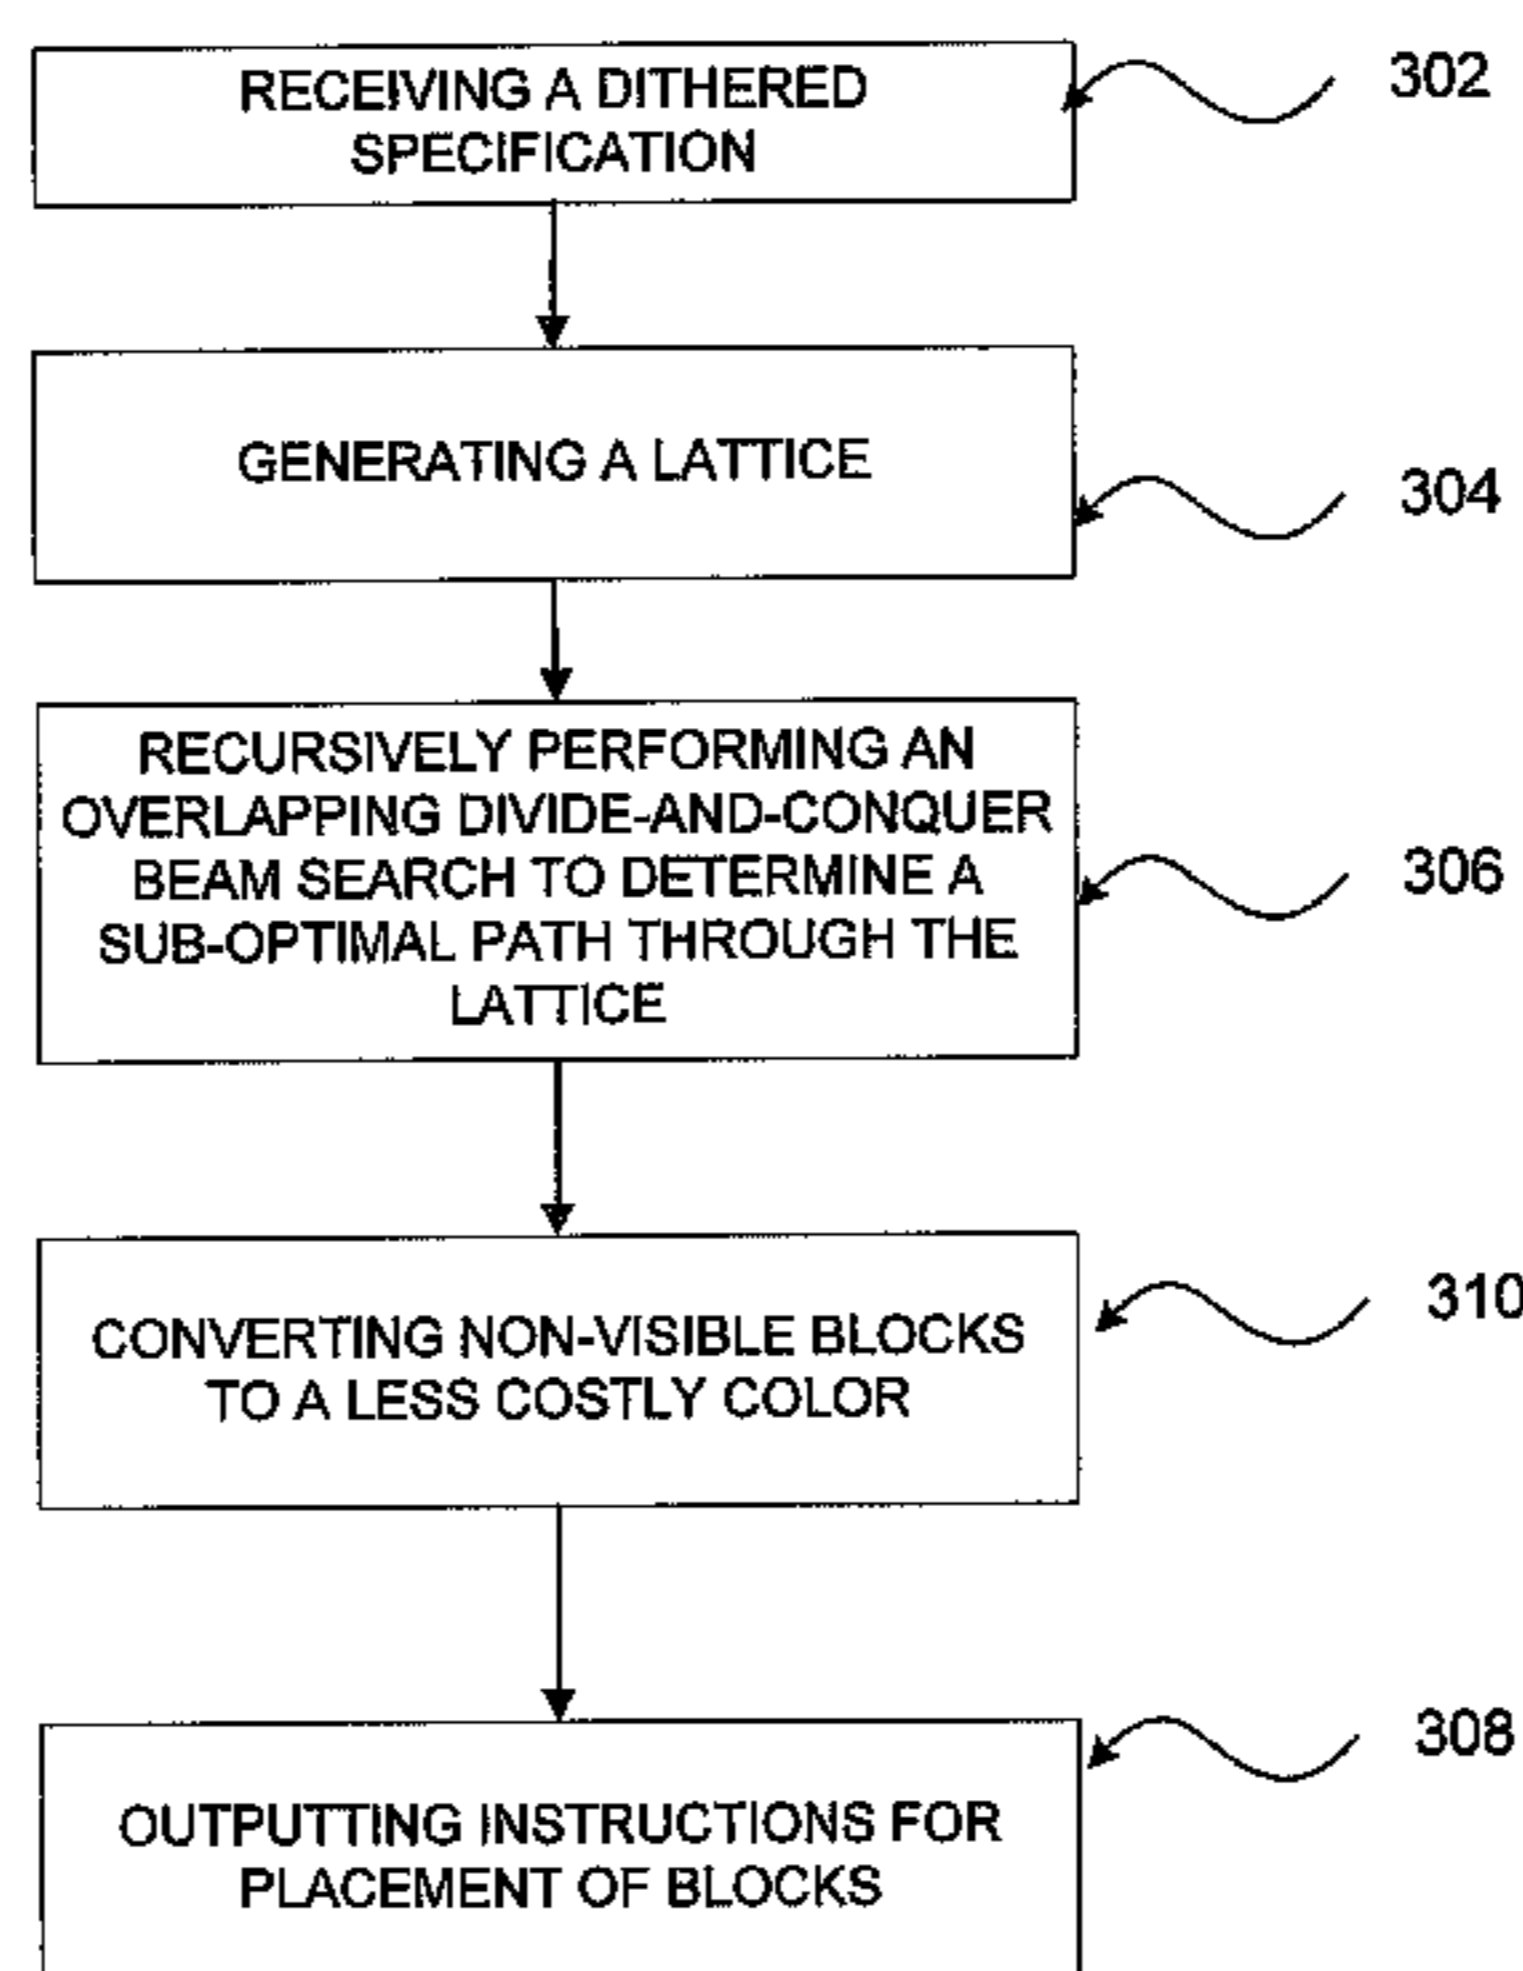 RECEIVING A DITHERED
SPECIFICATION
302
GENERATING A LATTICE
304
RECURSIVELY PERFORMING AN
OVERLAPPING DIVIDE-AND-CONQUER
BEAM SEARCH TO DETERMINE A
SUB-OPTIMAL PATH THROUGH THE
LATTICE
306
CONVERTING NON-VISIBLE BLOCKS
TO A LESS COSTLY COLOR
310
OUTPUTTING INSTRUCTIONS FOR
PLACEMENT OF BLOCKS
308